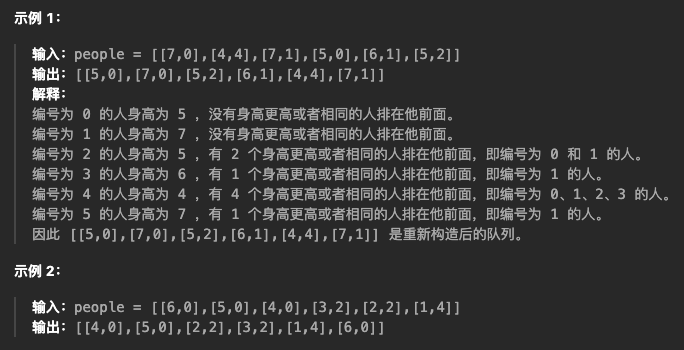 示例 1：
输入：people = [[7,0],[4,4],[7,1],[5,0],[6,1],[5,2]]
输出：[[5,0],[7,0],[5,2],[6,1],[4,4],[7,1]]
解释：
编号为 0 的人身高为 5 ，没有身高更高或者相同的人排在他前面。
编号为 1 的人身高为 7 ，没有身高更高或者相同的人排在他前面。
编号为 2 的人身高为 5 ，有 2 个身高更高或者相同的人排在他前面，即编号为 0 和 1 的人。
编号为 3 的人身高为 6 ，有 1 个身高更高或者相同的人排在他前面，即编号为 1 的人。
编号为 4 的人身高为 4 ，有 4 个身高更高或者相同的人排在他前面，即编号为 0、1、2、3 的人。
编号为 5 的人身高为 7 ，有 1 个身高更高或者相同的人排在他前面，即编号为 1 的人。
因此 [[5,0],[7,0],[5,2],[6,1],[4,4],[7,1]] 是重新构造后的队列。
示例 2：
输入：people = [[6,0],[5,0],[4,0],[3,2],[2,2],[1,4]]
输出：[[4,0],[5,0],[2,2],[3,2],[1,4],[6,0]]